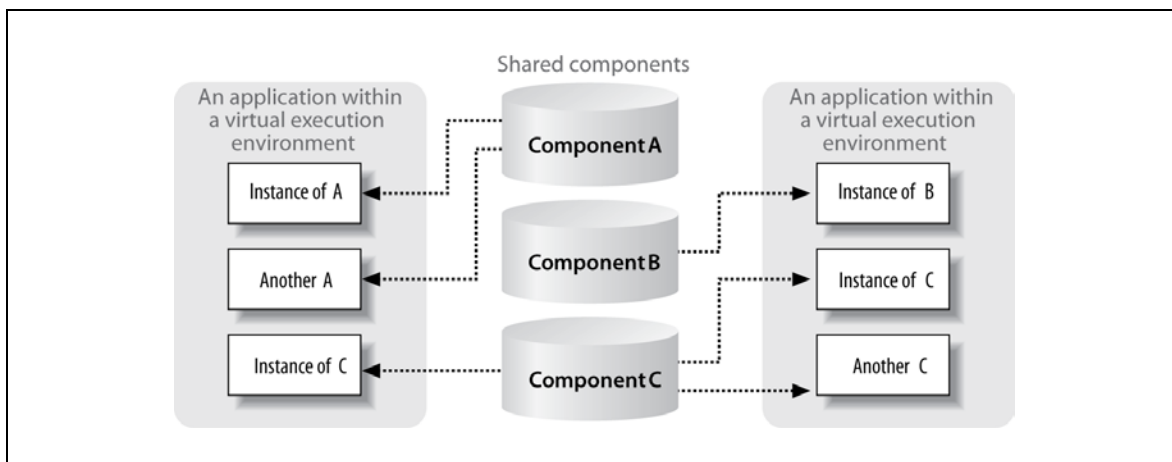 Shared components
An application within
a virtual execution
environment
Instance of A
Another A
Instance of C
Component A
Component B
Component C
An application within
a virtual execution
environment
Instance of B
Instance of C
Another C